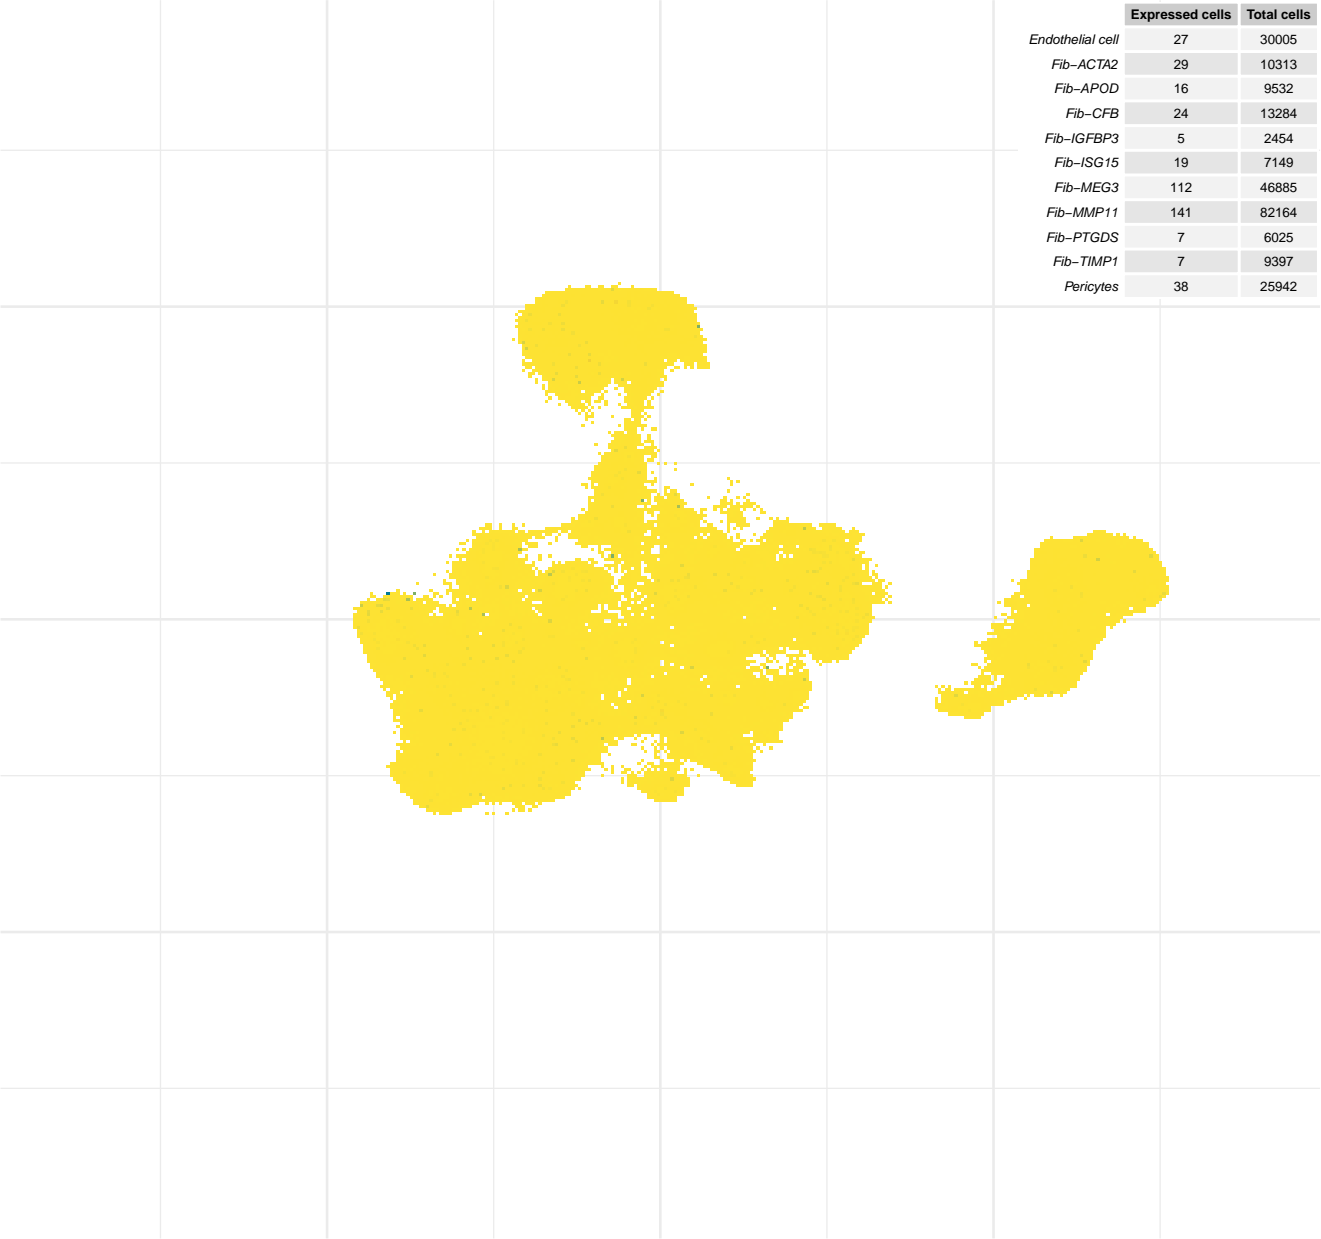 Expressed cells Total cells
Endothelial cell 27 30005
Fib−ACTA2 29 10313
Fib−APOD 16 9532
Fib−CFB 24 13284
Fib−IGFBP3 5 2454
Fib−ISG15 19 7149
Fib−MEG3 112 46885
Fib−MMP11 141 82164
Fib−PTGDS 7 6025
Fib−TIMP1 7 9397
Pericytes 38 25942